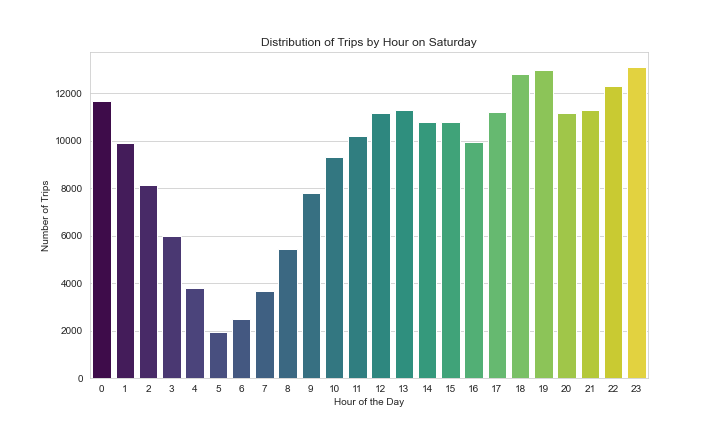 Distribution of Trips by Hour on Saturday
Number of Trips
12000
10000
8000
6000
4000
2000
0
0 1 2 3 4 5 6 7 8 9 10 11 12 13 14 15 16 17 18 19 20 21 22 23
Hour of the Day